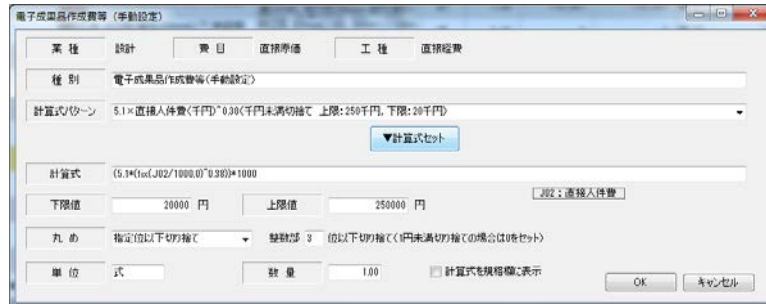 電子成果品作成費等（手動設定）
業 種 設計 費 目 直接原価 工 種 直接経費
種 別 電子成果品作成費等(手動設定)
計算式パターン 5.1×直接人件費(千円)^0.38(千円未満切捨て 上限:250千円, 下限:20千円)
▼計算式セット
計算式 (5.1*(fix(J02/1000,0)^0.38))*1000
J02：直接人件費
下限値 20000 円 上限値 250000 円
丸 め 指定位以下切り捨て 整数部 3 位以下切り捨て(1円未満切り捨ての場合は0をセット)
単 位 式 数 量 1.00 計算式を規格欄に表示
OK キャンセル